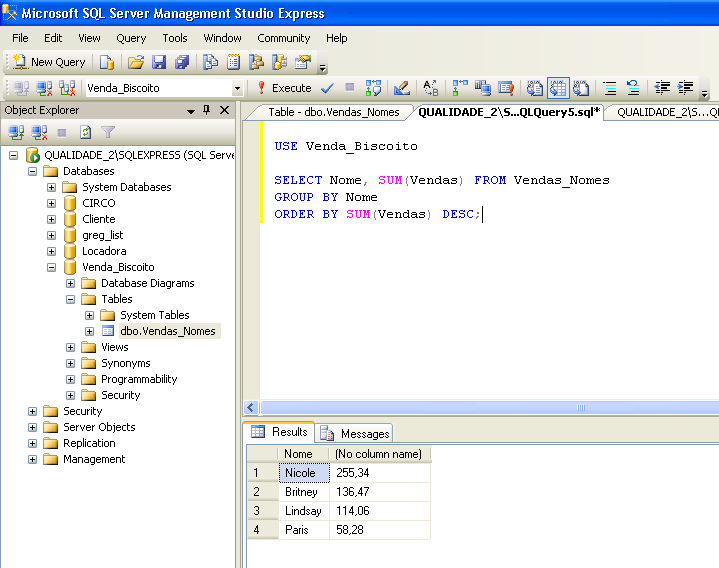 Microsoft SQL Server Management Studio Express
File Edit View Query Tools Window Community Help
New Query
Venda_Biscoito Execute
Object Explorer
Table - dbo.Vendas_Nomes QUALIDADE_2\S...QLQuery5.sql* QUALIDADE_2\S...Q
QUALIDADE_2\SQLEXPRESS (SQL Serve
Databases
System Databases
CIRCO
Cliente
greg_list
Locadora
Venda_Biscoito
Database Diagrams
Tables
System Tables
dbo.Vendas_Nomes
Views
Synonyms
Programmability
Security
Security
Server Objects
Replication
Management
USE Venda_Biscoito
SELECT Nome, SUM(Vendas) FROM Vendas_Nomes
GROUP BY Nome
ORDER BY SUM(Vendas) DESC;
Results Messages
Nome (No column name)
1 Nicole 255,34
2 Britney 136,47
3 Lindsay 114,06
4 Paris 58,28